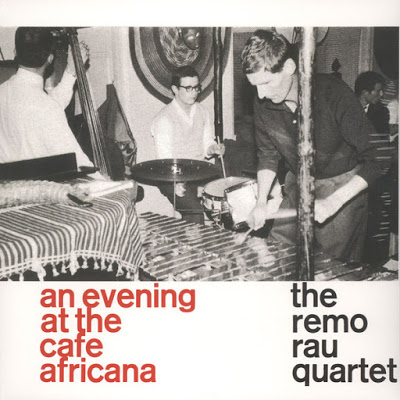 an evening
at the
cafe
africana
the
remo
rau
quartet